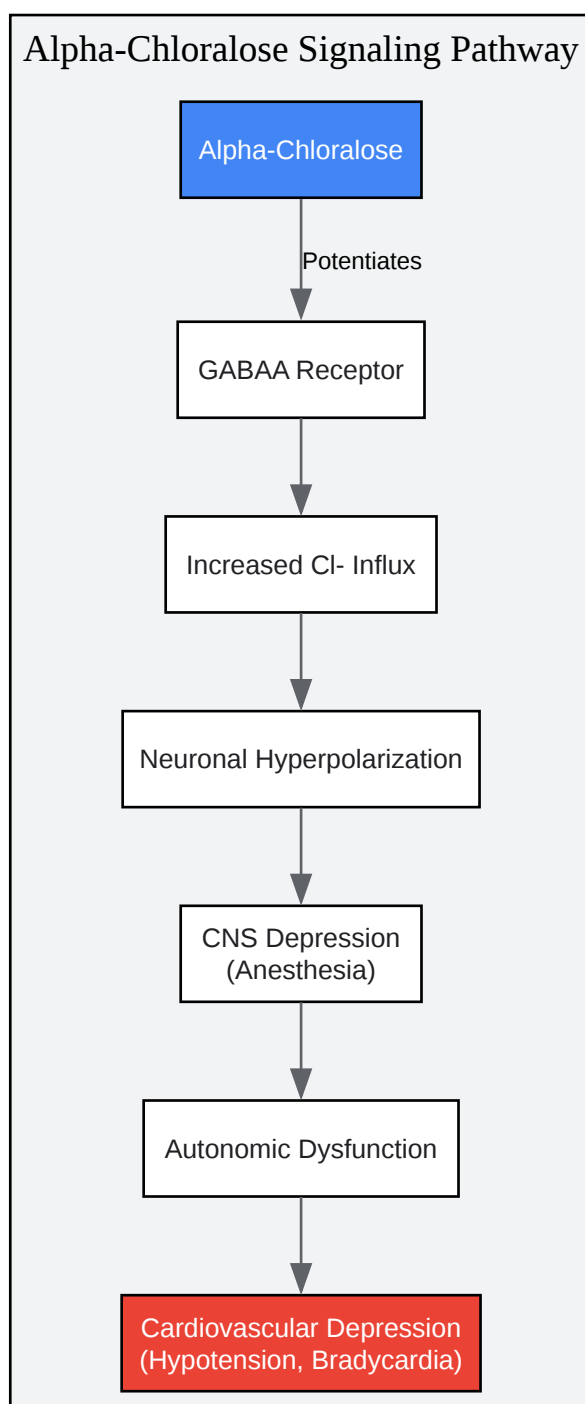 Alpha-Chloralose Signaling Pathway
Alpha-Chloralose
Potentiates
GABAA Receptor
Increased Cl- Influx
Neuronal Hyperpolarization
CNS Depression
(Anesthesia)
Autonomic Dysfunction
Cardiovascular Depression
(Hypotension, Bradycardia)